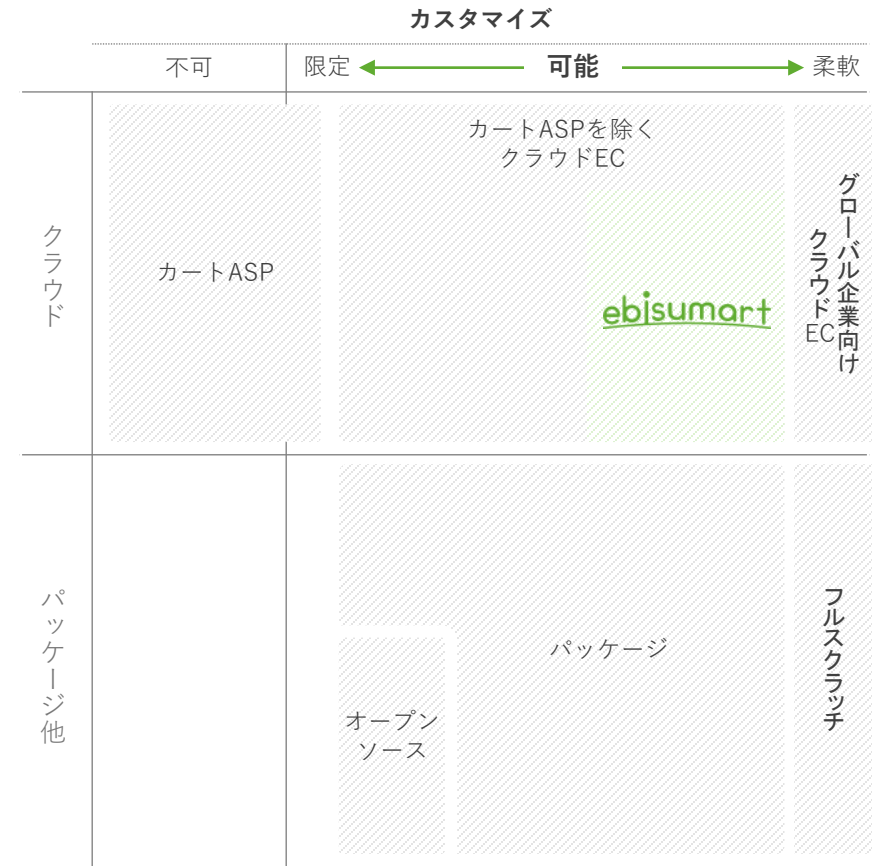 カスタマイズ
不可
限定
可能
柔軟
クラウド
カートASP
カートASPを除く
クラウドEC
ebisumart
グローバル企業向け
クラウド
EC
パッケージ他
オープン
ソース
パッケージ
フルスクラッチ